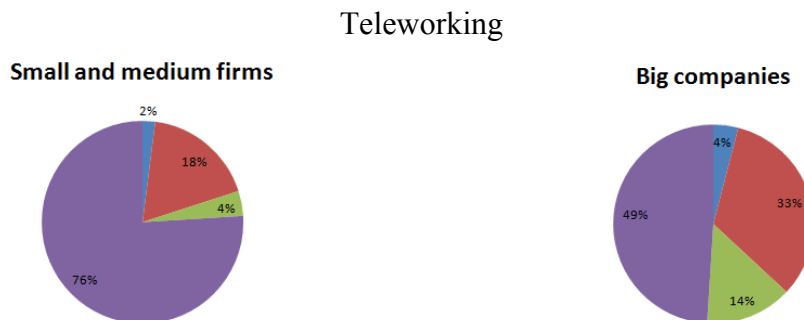 Teleworking
Small and medium firms
Big companies
2%
18%
4%
76%
4%
33%
49%
14%